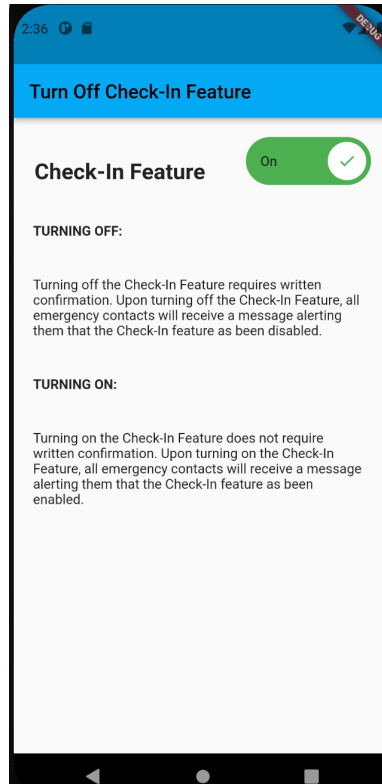 2:36
DEBUG
Turn Off Check-In Feature
Check-In Feature
On
TURNING OFF:
Turning off the Check-In Feature requires written
confirmation. Upon turning off the Check-In Feature, all
emergency contacts will receive a message alerting
them that the Check-In feature as been disabled.
TURNING ON:
Turning on the Check-In Feature does not require
written confirmation. Upon turning on the Check-In
Feature, all emergency contacts will receive a message
alerting them that the Check-In feature as been
enabled.